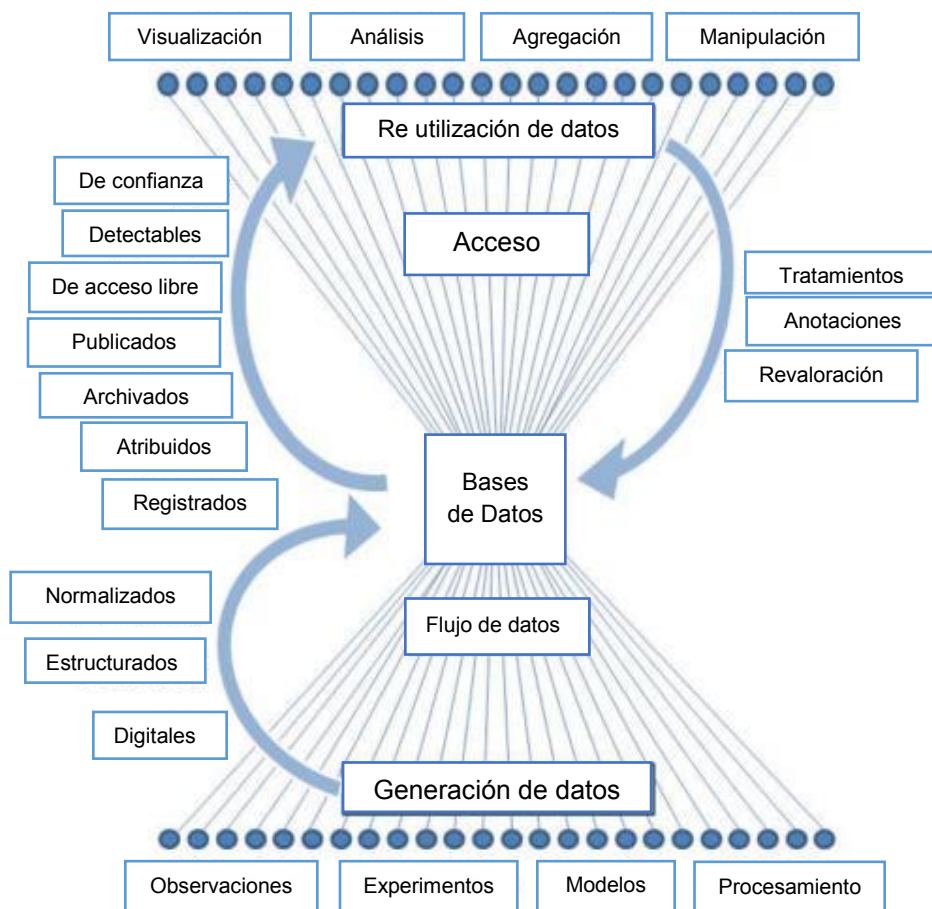 Visualización
Análisis
Agregación
Manipulación
Re utilización de datos
De confianza
Detectables
De acceso libre
Publicados
Archivados
Atribuidos
Registrados
Acceso
Tratamientos
Anotaciones
Revaloración
Bases
de Datos
Normalizados
Estructurados
Digitales
Flujo de datos
Generación de datos
Observaciones
Experimentos
Modelos
Procesamiento